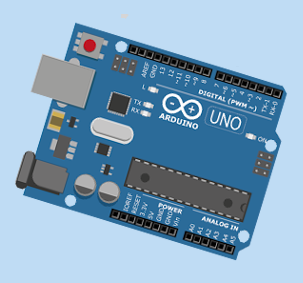 AREF
GND
13
12
~11
~10
~9
8
7
~6
~5
4
~3
2
TX-1
RX-0
DIGITAL (PWM ~)
L
TX
RX
ARDUINO
UNO
ON
IOREF
RESET
3.3V
5V
GND
GND
Vin
POWER
ANALOG IN
A0
A1
A2
A3
A4
A5